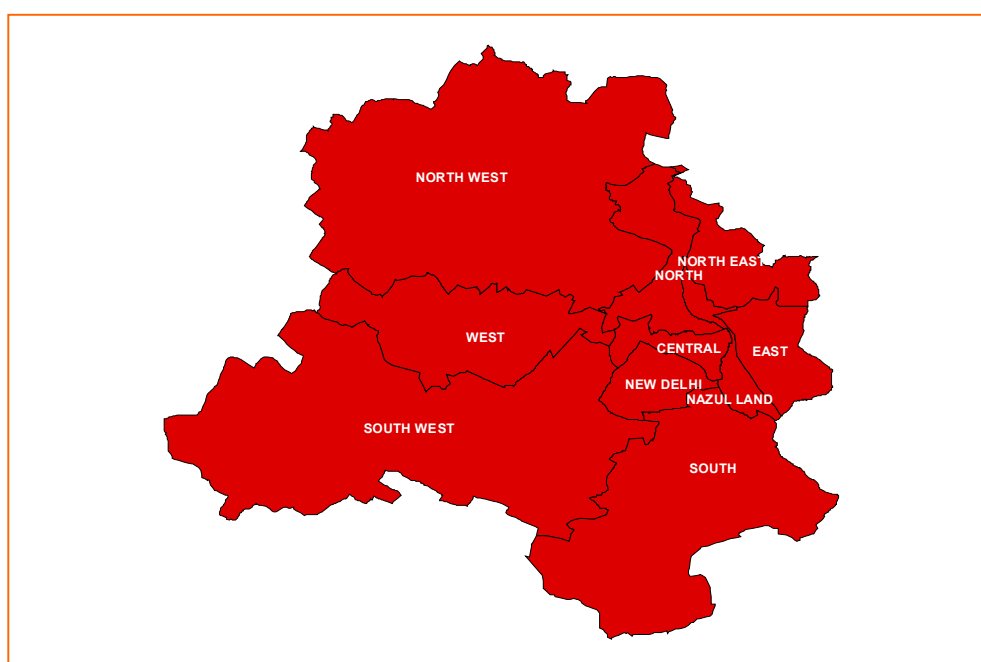 NORTH WEST
NORTH EAST
NORTH
WEST
CENTRAL
EAST
NEW DELHI
NAZUL LAND
SOUTH WEST
SOUTH